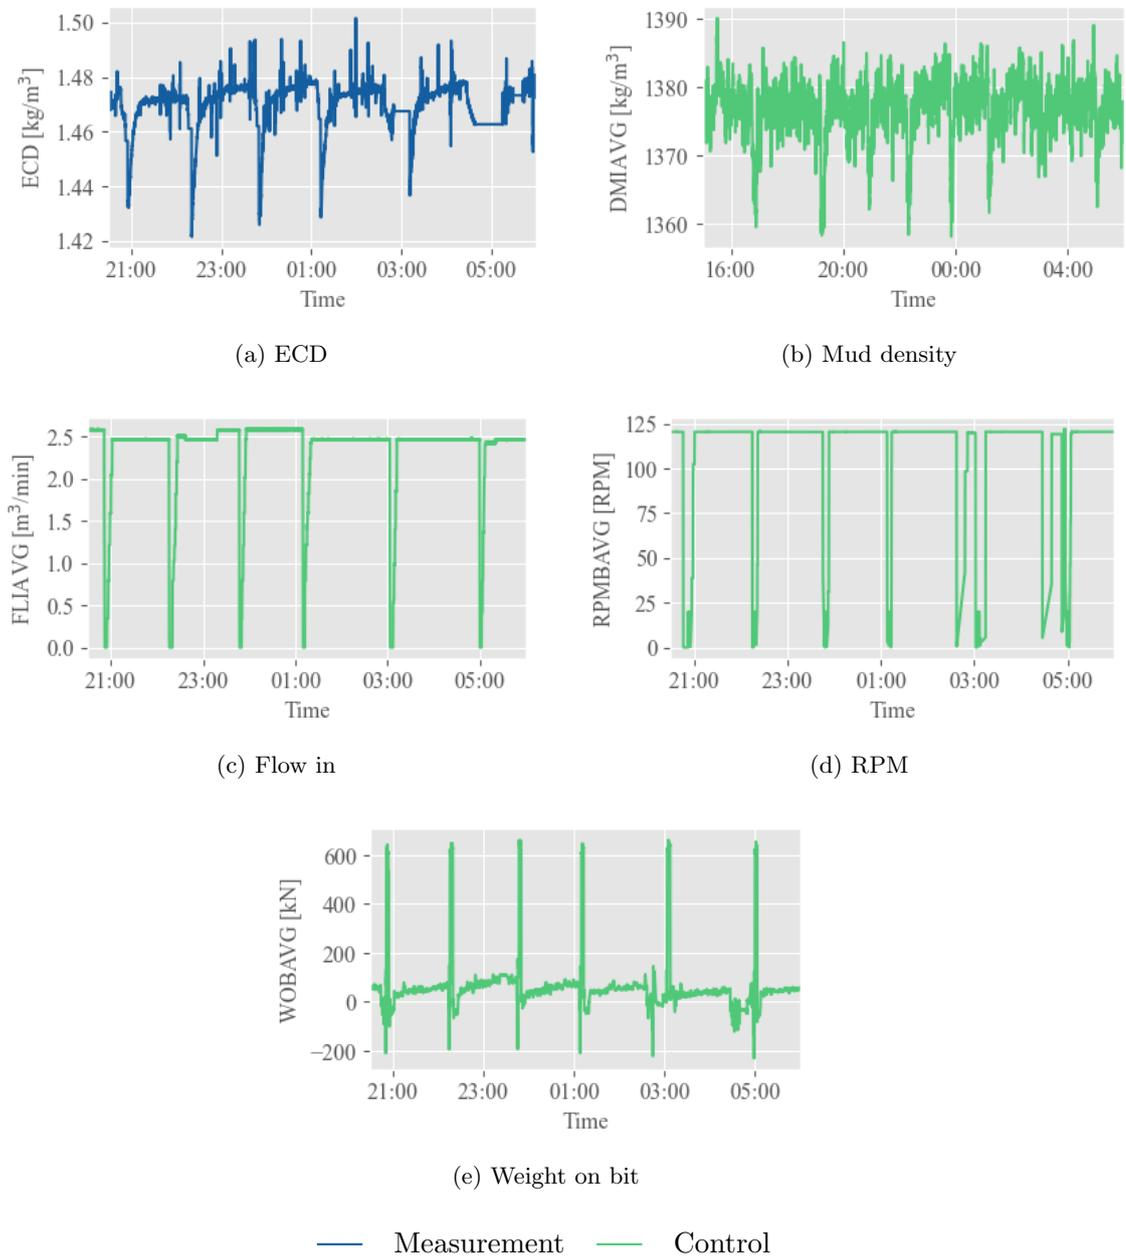 1.50
1.48
1.46
1.44
1.42
ECD [kg/m³]
21:00 23:00 01:00 03:00 05:00
Time
(a) ECD
1390
1380
1370
1360
DMIAVG [kg/m³]
16:00 20:00 00:00 04:00
Time
(b) Mud density
2.5
2.0
1.5
1.0
0.5
0.0
FLIAVG [m³/min]
21:00 23:00 01:00 03:00 05:00
Time
(c) Flow in
125
100
75
50
25
0
RPMBAVG [RPM]
21:00 23:00 01:00 03:00 05:00
Time
(d) RPM
600
400
200
0
−200
WOBAVG [kN]
21:00 23:00 01:00 03:00 05:00
Time
(e) Weight on bit
Measurement Control